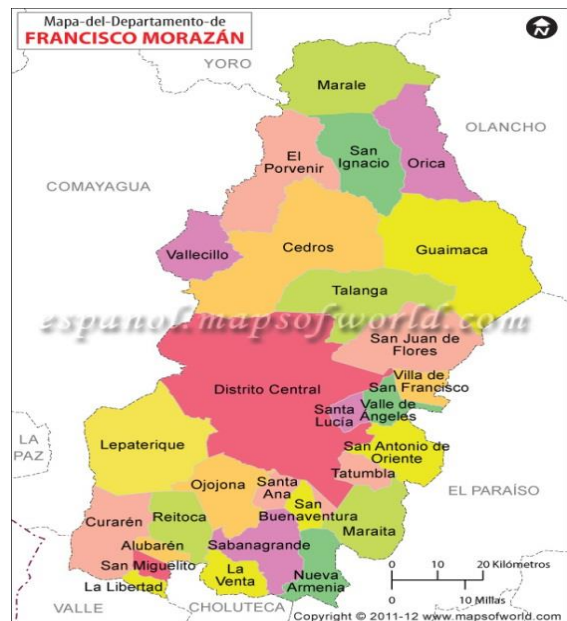 Mapa-del-Departamento-de
FRANCISCO MORAZÁN
N
YORO
Marale
OLANCHO
El
Porvenir
San
Ignacio
Orica
COMAYAGUA
Vallecillo
Cedros
Guaimaca
Talanga
espanol.mapsofworld.com
San Juan de
Flores
Distrito Central
Villa de
San Francisco
Santa
Lucía
Valle de
Ángeles
LA
PAZ
Lepaterique
San Antonio de
Oriente
Tatumbla
Ojojona
Santa
Ana
San
Buenaventura
EL PARAÍSO
Curarén
Reitoca
Maraita
Alubarén
Sabanagrande
San Miguelito
La
Venta
Nueva
Armenia
La Libertad
VALLE
CHOLUTECA
0 10 20 Kilómetros
0 10 Millas
Copyright © 2011-12 www.mapsofworld.com